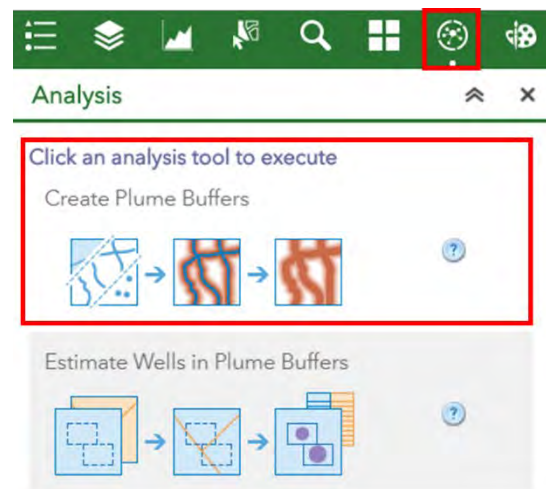 Analysis
Click an analysis tool to execute
Create Plume Buffers
?
Estimate Wells in Plume Buffers
?